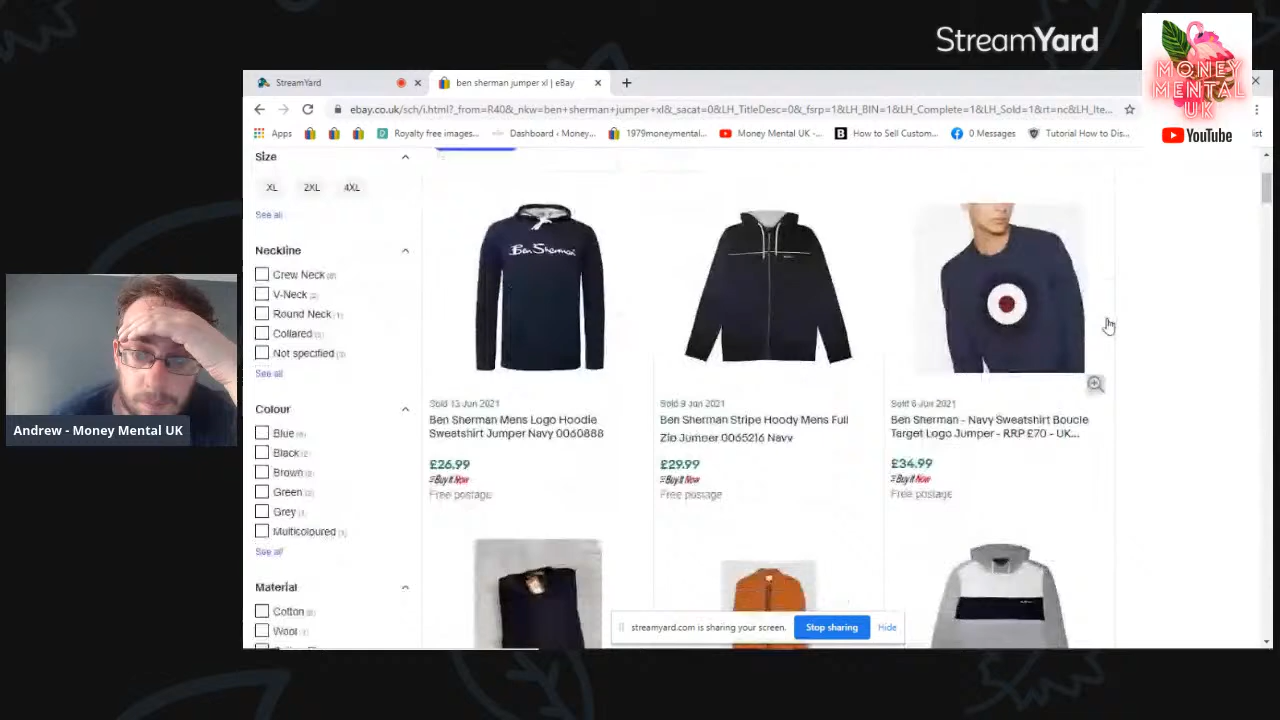 StreamYard
MONEY
MENTAL
UK
YouTube
StreamYard
ben sherman jumper xl | eBay
ebay.co.uk/sch/i.html?_from=R40&_nkw=ben+sherman+jumper+xl&_sacat=0&LH_TitleDesc=0&_fsrp=1&LH_BIN=1&LH_Complete=1&LH_Sold=1&rt=nc&LH_Ite...
Apps
Royalty free images...
Dashboard ‹ Money...
1979moneymental...
Money Mental UK -...
How to Sell Custom...
0 Messages
Tutorial How to Dis...
ist
Size
XL 2XL 4XL
See all
Neckline
Crew Neck
V-Neck
Round Neck (1)
Collared
Not specified
See all
Colour
Blue
Black
Brown
Green
Grey
Multicoloured
See all
Material
Cotton
Wool
Ben Sherman
Sold 13 Jun 2021
Ben Sherman Mens Logo Hoodie
Sweatshirt Jumper Navy 0060888
£26.99
Buy It Now
Free postage
Sold 9 Jun 2021
Ben Sherman Stripe Hoody Mens Full
Zip Jumper 0065216 Navy
£29.99
Buy It Now
Free postage
Sold 6 Jun 2021
Ben Sherman - Navy Sweatshirt Boucle
Target Logo Jumper - RRP £70 - UK...
£34.99
Buy It Now
Free postage
streamyard.com is sharing your screen.
Stop sharing
Hide
Andrew - Money Mental UK